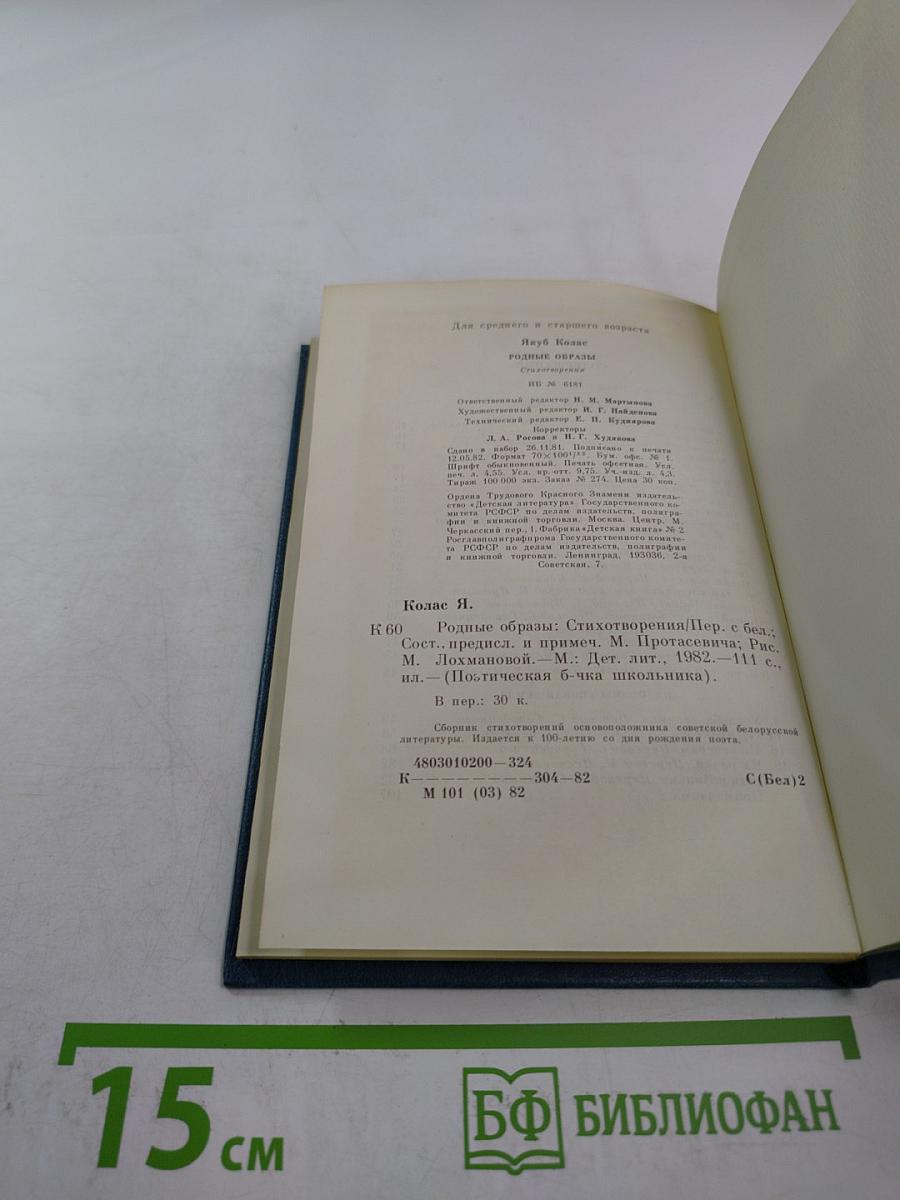 Для среднего и старшего возраста
Якуб Колас
РОДНЫЕ ОБРАЗЫ
Стихотворения
ИБ № 6181
Ответственный редактор Н. М. Мартынова
Художественный редактор И. Г. Найденова
Технический редактор Е. П. Кудиярова
Корректоры
Л. А. Рогова и Н. Г. Худякова
Сдано в набор 26.11.81. Подписано к печати
12.05.82. Формат 70×100 1/32. Бум. офс. № 1.
Шрифт обыкновенный. Печать офсетная. Усл.
печ. л. 4,55. Усл. кр.-отт. 9,75. Уч.-изд. л. 4,3.
Тираж 100 000 экз. Заказ № 274. Цена 30 коп.
Ордена Трудового Красного Знамени издатель-
ство «Детская литература» Государственного ко-
митета РСФСР по делам издательств, полигра-
фии и книжной торговли. Москва. Центр, М.
Черкасский пер., 1. Фабрика «Детская книга» № 2
Росглавполиграфпрома Государственного комите-
та РСФСР по делам издательств, полиграфии
и книжной торговли. Ленинград, 193036, 2-я
Советская, 7.
Колас Я.
К 60 Родные образы: Стихотворения/Пер. с бел.;
Сост., предисл. и примеч. М. Протасевича; Рис.
М. Лохмановой.—М.: Дет. лит., 1982.—111 с.,
ил.— (Поэтическая б-чка школьника).
В пер.: 30 к.
Сборник стихотворений основоположника советской белорусской
литературы. Издается к 100-летию со дня рождения поэта.
4803010200—324
К————————304—82 С(Бел)2
М 101 (03) 82
15 см
БФ БИБЛИОФАН